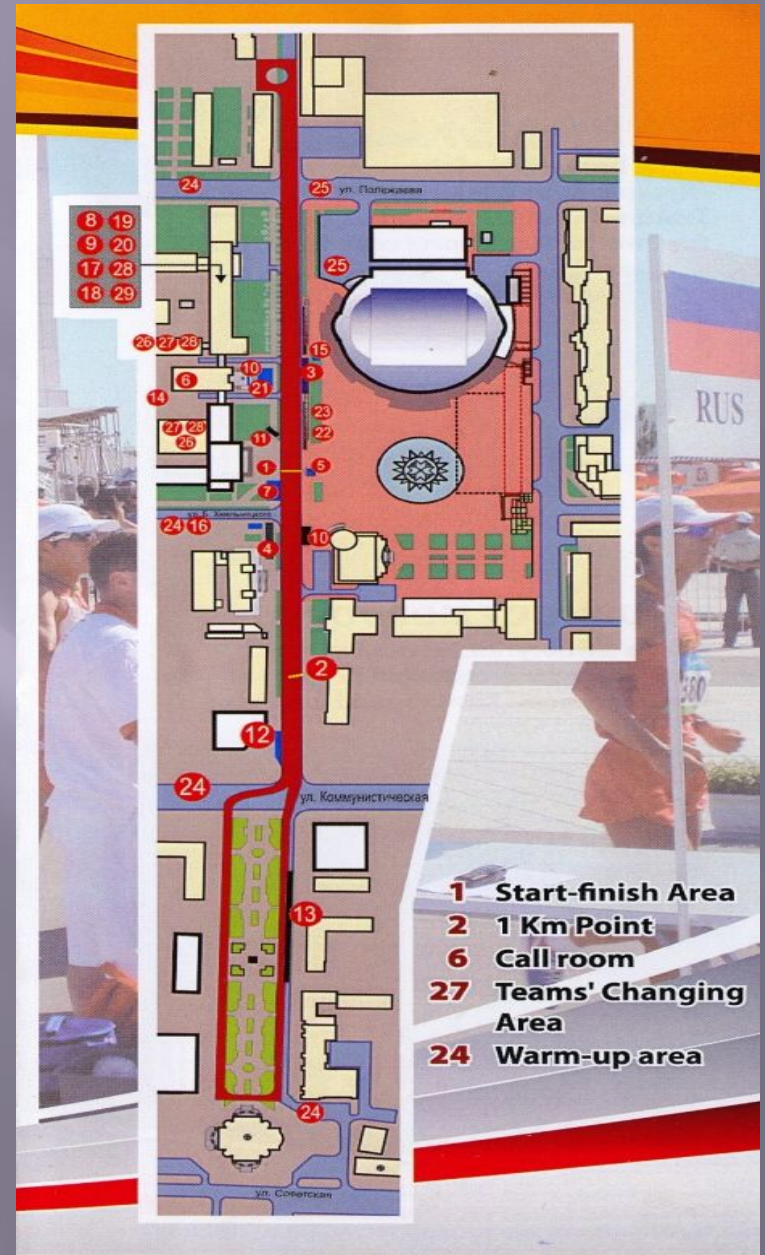 24
25
ул. Полежаева
8 19
9 20
17 28
18 29
25
26 27 28
15
10
3
6
21
14
23
27 28
26
11
22
1
5
7
ул. Б. Хмельницкого
24 16
10
4
2
12
24
ул. Коммунистическая
13
24
ул. Советская
RUS
380
1 Start-finish Area
2 1 Km Point
6 Call room
27 Teams' Changing
Area
24 Warm-up area